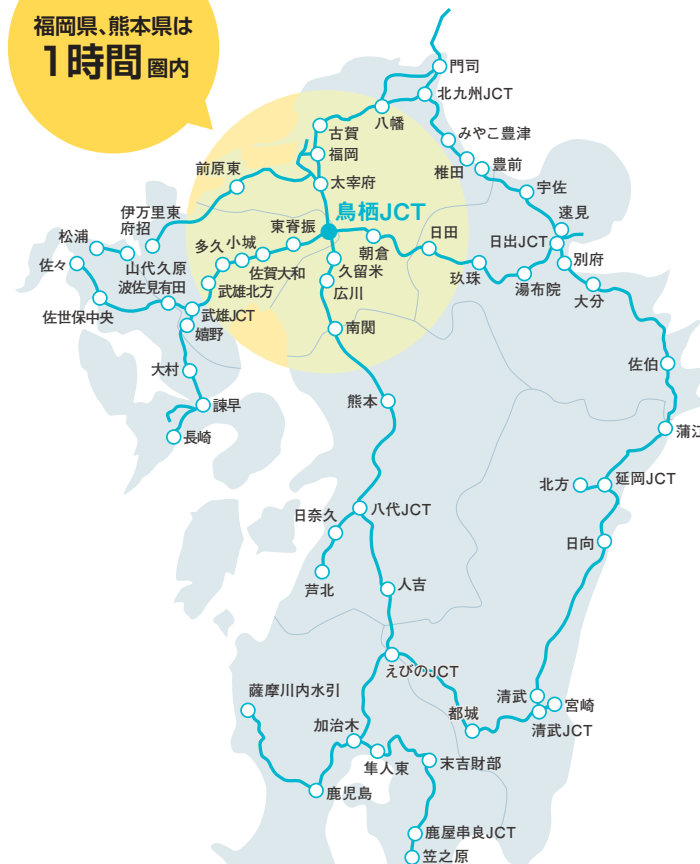 福岡県、熊本県は
1時間圏内
門司
北九州JCT
八幡
古賀
みやこ豊津
福岡
椎田
豊前
前原東
太宰府
宇佐
鳥栖JCT
速見
伊万里東
府招
東脊振
日田
日出JCT
松浦
多久
小城
朝倉
佐々
山代久原
佐賀大和
久留米
玖珠
別府
波佐見有田
武雄北方
広川
湯布院
大分
佐世保中央
武雄JCT
嬉野
南関
大村
佐伯
諫早
熊本
蒲江
長崎
北方
延岡JCT
日奈久
八代JCT
日向
芦北
人吉
えびのJCT
薩摩川内水引
清武
宮崎
加治木
都城
清武JCT
隼人東
末吉財部
鹿児島
鹿屋串良JCT
笠之原